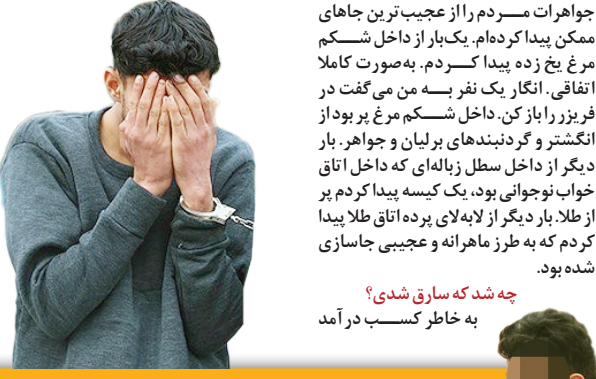 جواهرات مردم را از عجیب‌ترین جاهای
ممکن پیدا کرده‌ام. یک‌بار از داخل شکم
مرغ یخ زده پیدا کردم. به‌صورت کاملا
اتفاقی. انگار یک نفر به من می‌گفت در
فریزر را باز کن. داخل شکم مرغ پر بود از
انگشتر و گردنبندهای برلیان و جواهر. بار
دیگر از داخل سطل زباله‌ای که داخل اتاق
خواب نوجوانی بود، یک کیسه پیدا کردم پر
از طلا. بار دیگر از لابه‌لای پرده اتاق طلا پیدا
کردم که به طرز ماهرانه و عجیبی جاسازی
شده بود.
چه شد که سارق شدی؟
به خاطر کسب درآمد